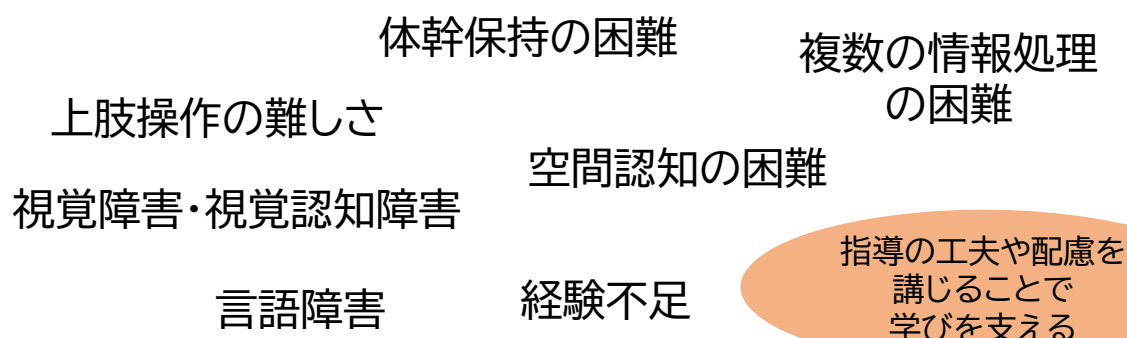 体幹保持の困難
複数の情報処理
の困難
上肢操作の難しさ
空間認知の困難
視覚障害・視覚認知障害
指導の工夫や配慮を
講じることで
学びを支える
言語障害
経験不足